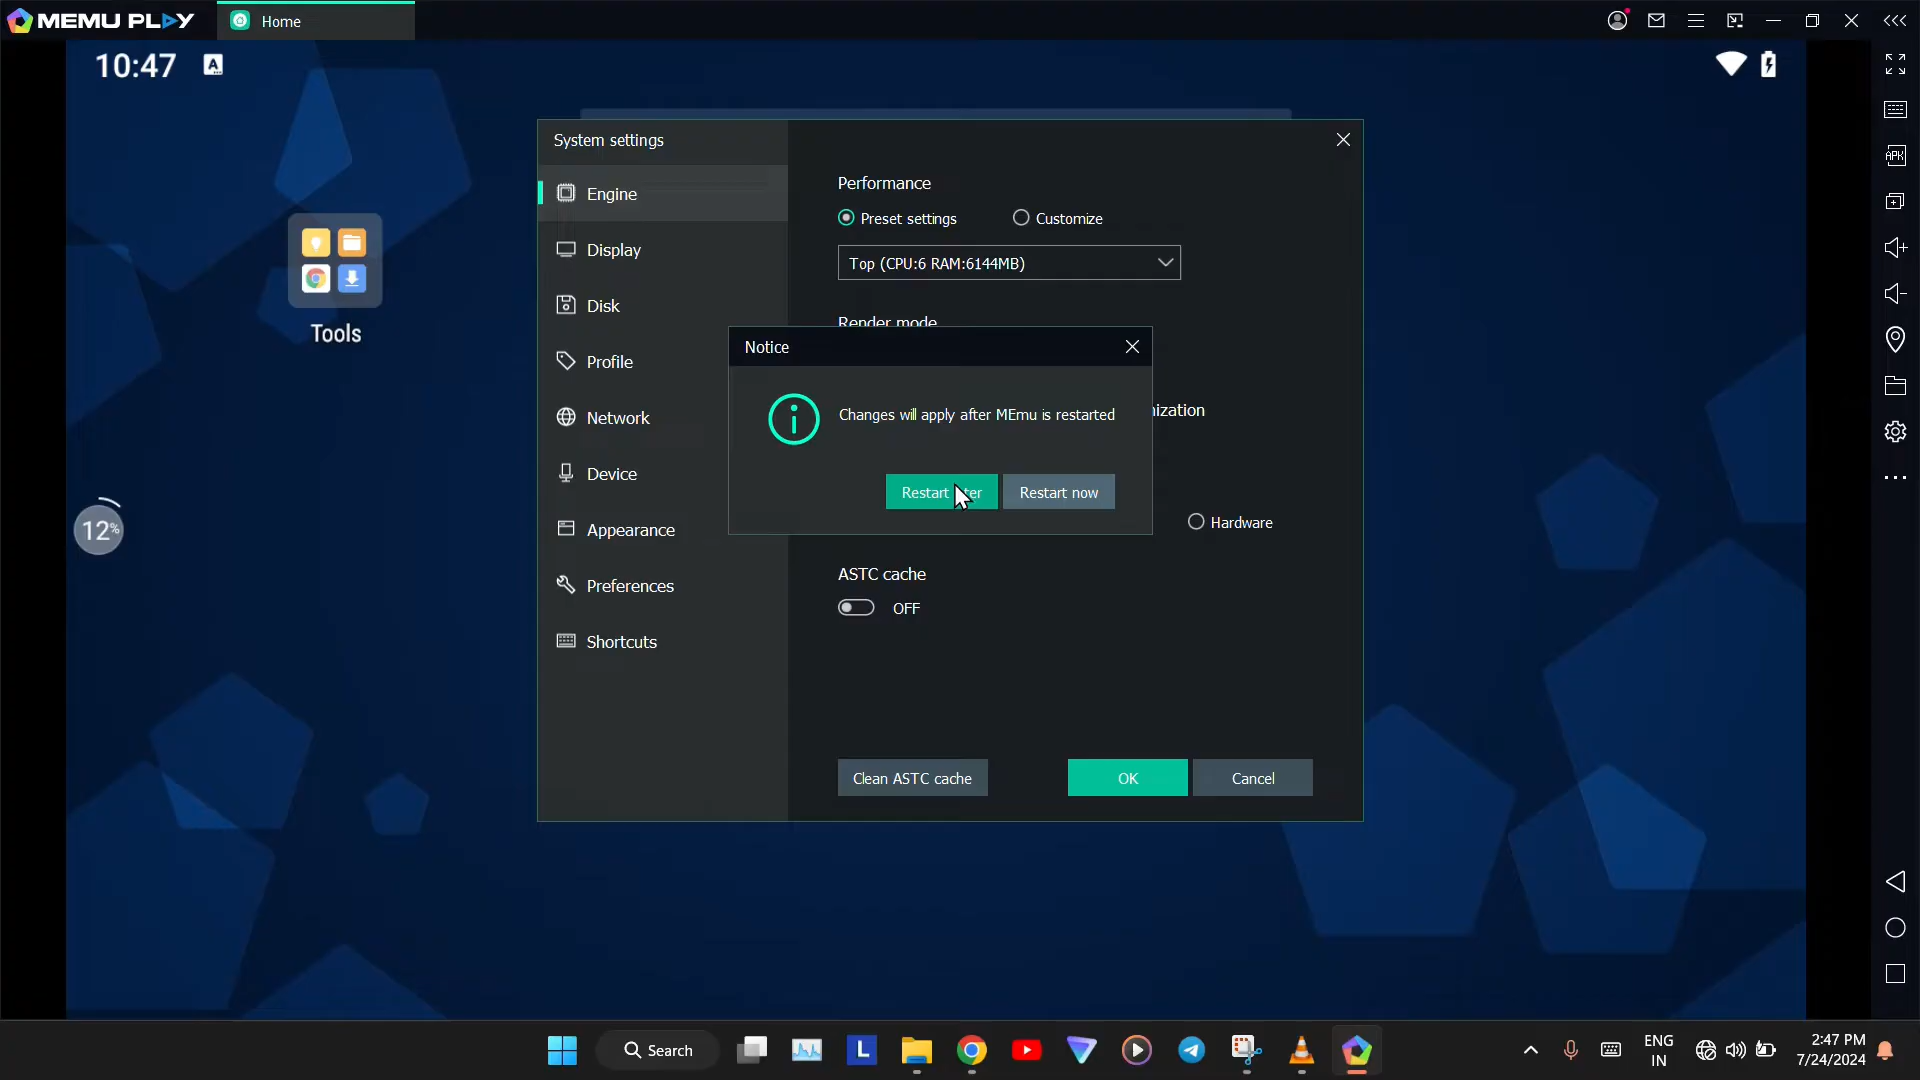 MEMU PLAY
Home
10:47
A
System settings
Engine
Display
Disk
Profile
Network
Device
Appearance
Preferences
Shortcuts
Performance
Preset settings
Customize
Top (CPU:6 RAM:6144MB)
Render mode
Notice
Changes will apply after MEmu is restarted
Restart now
Hardware
ASTC cache
OFF
Clean ASTC cache
OK
Cancel
Tools
12%
APK
Search
L
ENG
IN
2:47 PM
7/24/2024